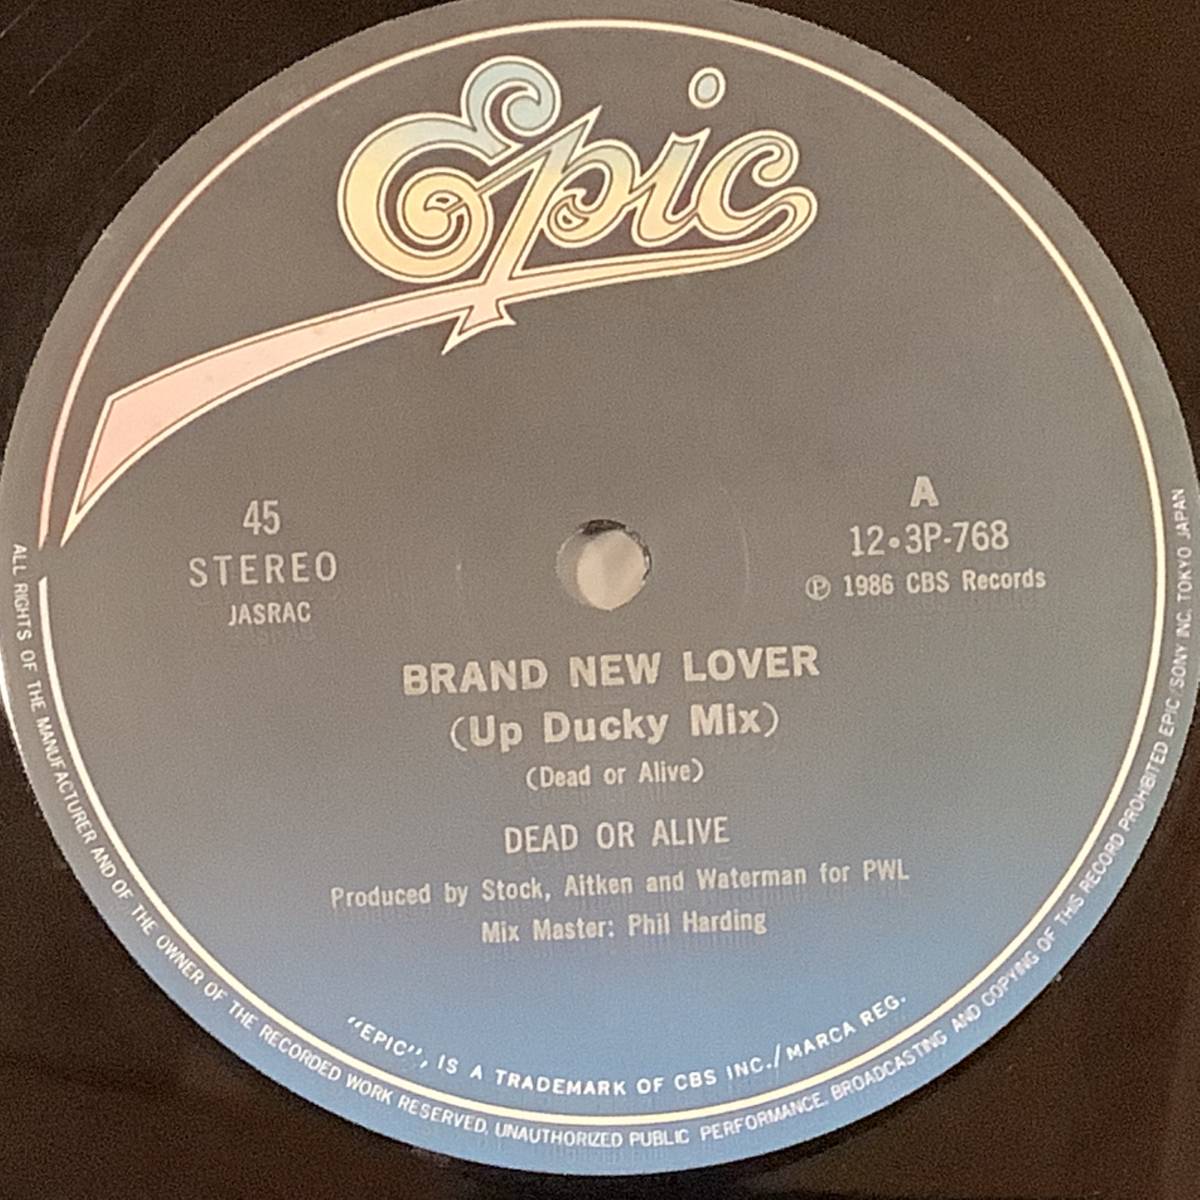 Epic
45
STEREO
JASRAC
A
12•3P-768
Ⓟ 1986 CBS Records
BRAND NEW LOVER
(Up Ducky Mix)
(Dead or Alive)
DEAD OR ALIVE
Produced by Stock, Aitken and Waterman for PWL
Mix Master: Phil Harding
"EPIC", IS A TRADEMARK OF CBS INC./MARCA REG.
ALL RIGHTS OF THE MANUFACTURER AND OF THE OWNER OF THE RECORDED WORK RESERVED. UNAUTHORIZED PUBLIC PERFORMANCE. BROADCASTING AND COPYING OF THIS RECORD PROHIBITED EPIC/SONY INC. TOKYO JAPAN